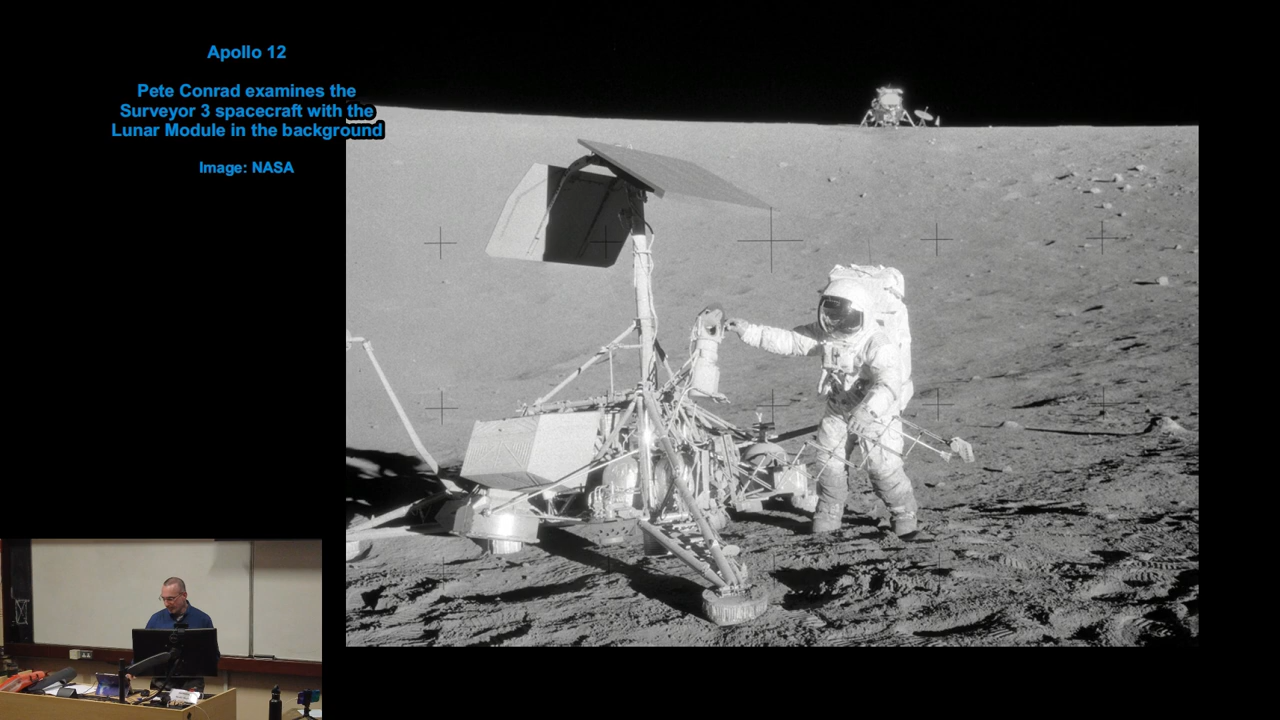 Apollo 12
Pete Conrad examines the
Surveyor 3 spacecraft with the
Lunar Module in the background
Image: NASA